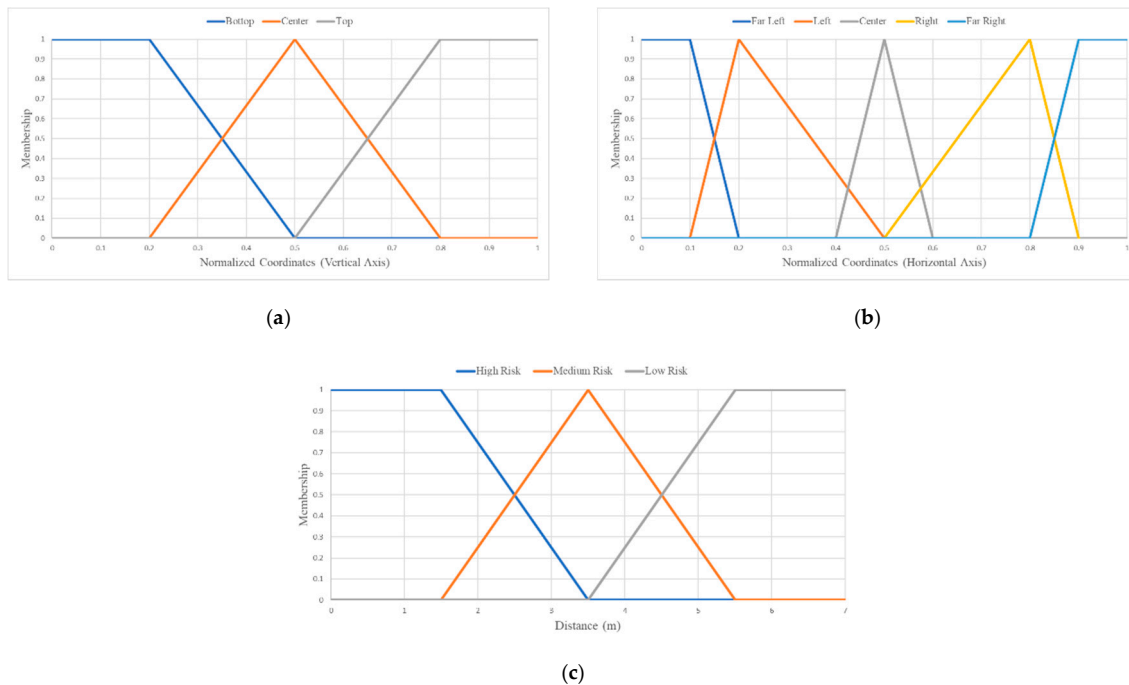 Bottop Center Top
1
0.9
0.8
0.7
0.6
0.5
0.4
0.3
0.2
0.1
0
Membership
0 0.1 0.2 0.3 0.4 0.5 0.6 0.7 0.8 0.9 1
Normalized Coordinates (Vertical Axis)
(a)
Far Left Left Center Right Far Right
1
0.9
0.8
0.7
0.6
0.5
0.4
0.3
0.2
0.1
0
Membership
0 0.1 0.2 0.3 0.4 0.5 0.6 0.7 0.8 0.9 1
Normalized Coordinates (Horizontal Axis)
(b)
High Risk Medium Risk Low Risk
1
0.9
0.8
0.7
0.6
0.5
0.4
0.3
0.2
0.1
0
Membership
0 1 2 3 4 5 6 7
Distance (m)
(c)